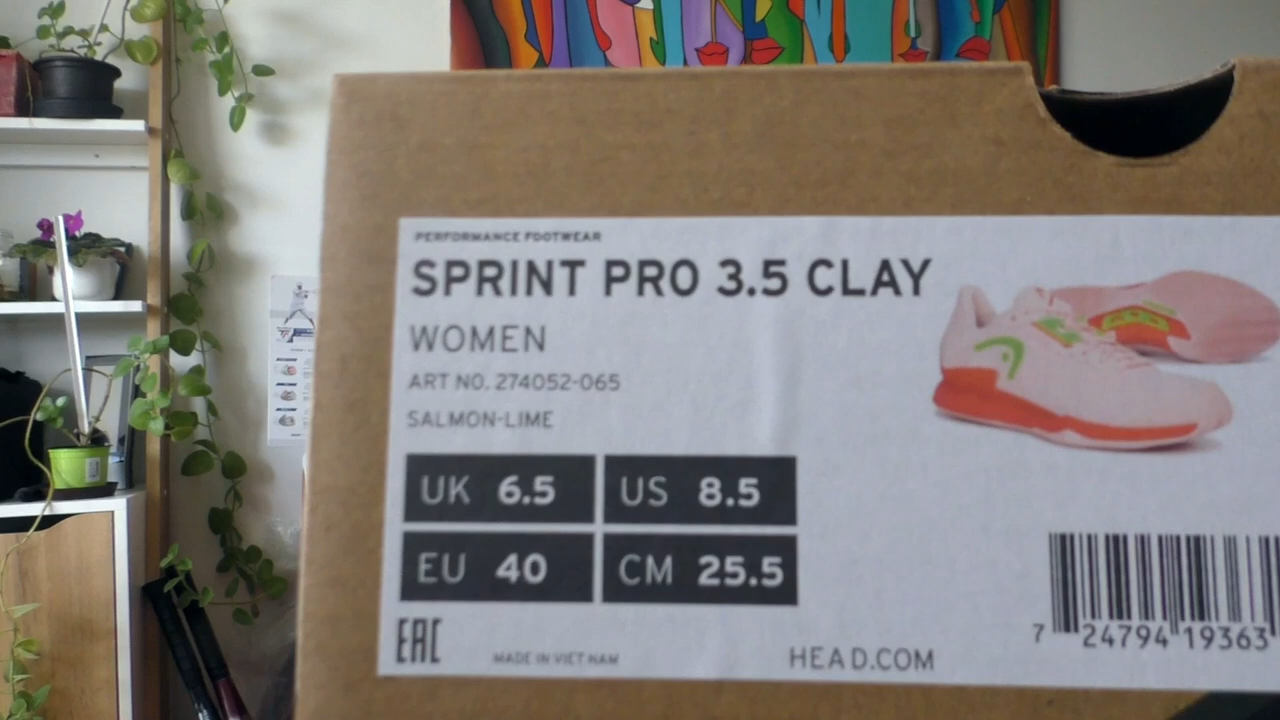 PERFORMANCE FOOTWEAR
SPRINT PRO 3.5 CLAY
WOMEN
ART NO. 274052-065
SALMON-LIME
UK 6.5 US 8.5
EU 40 CM 25.5
EAC MADE IN VIET NAM HEAD.COM
7 24794 19363